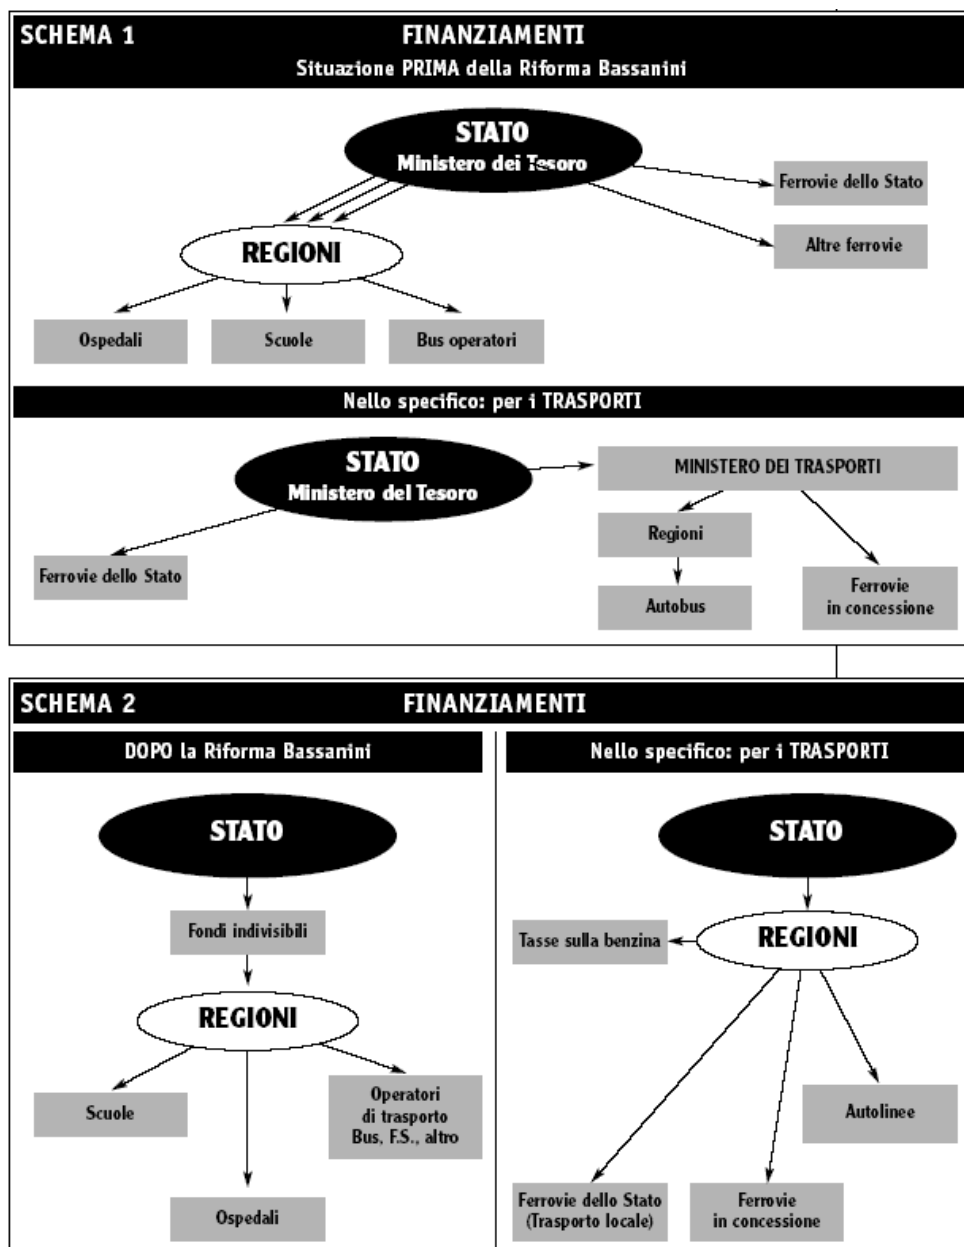 SCHEMA 1
FINANZIAMENTI
Situazione PRIMA della Riforma Bassanini
STATO
Ministero dei Tesoro
Ferrovie dello Stato
Altre ferrovie
REGIONI
Ospedali
Scuole
Bus operatori
Nello specifico: per i TRASPORTI
STATO
Ministero del Tesoro
MINISTERO DEI TRASPORTI
Regioni
Ferrovie dello Stato
Autobus
Ferrovie
in concessione
SCHEMA 2
FINANZIAMENTI
DOPO la Riforma Bassanini
STATO
Fondi indivisibili
REGIONI
Scuole
Operatori
di trasporto
Bus, F.S., altro
Ospedali
Nello specifico: per i TRASPORTI
STATO
Tasse sulla benzina
REGIONI
Autolinee
Ferrovie dello Stato
(Trasporto locale)
Ferrovie
in concessione